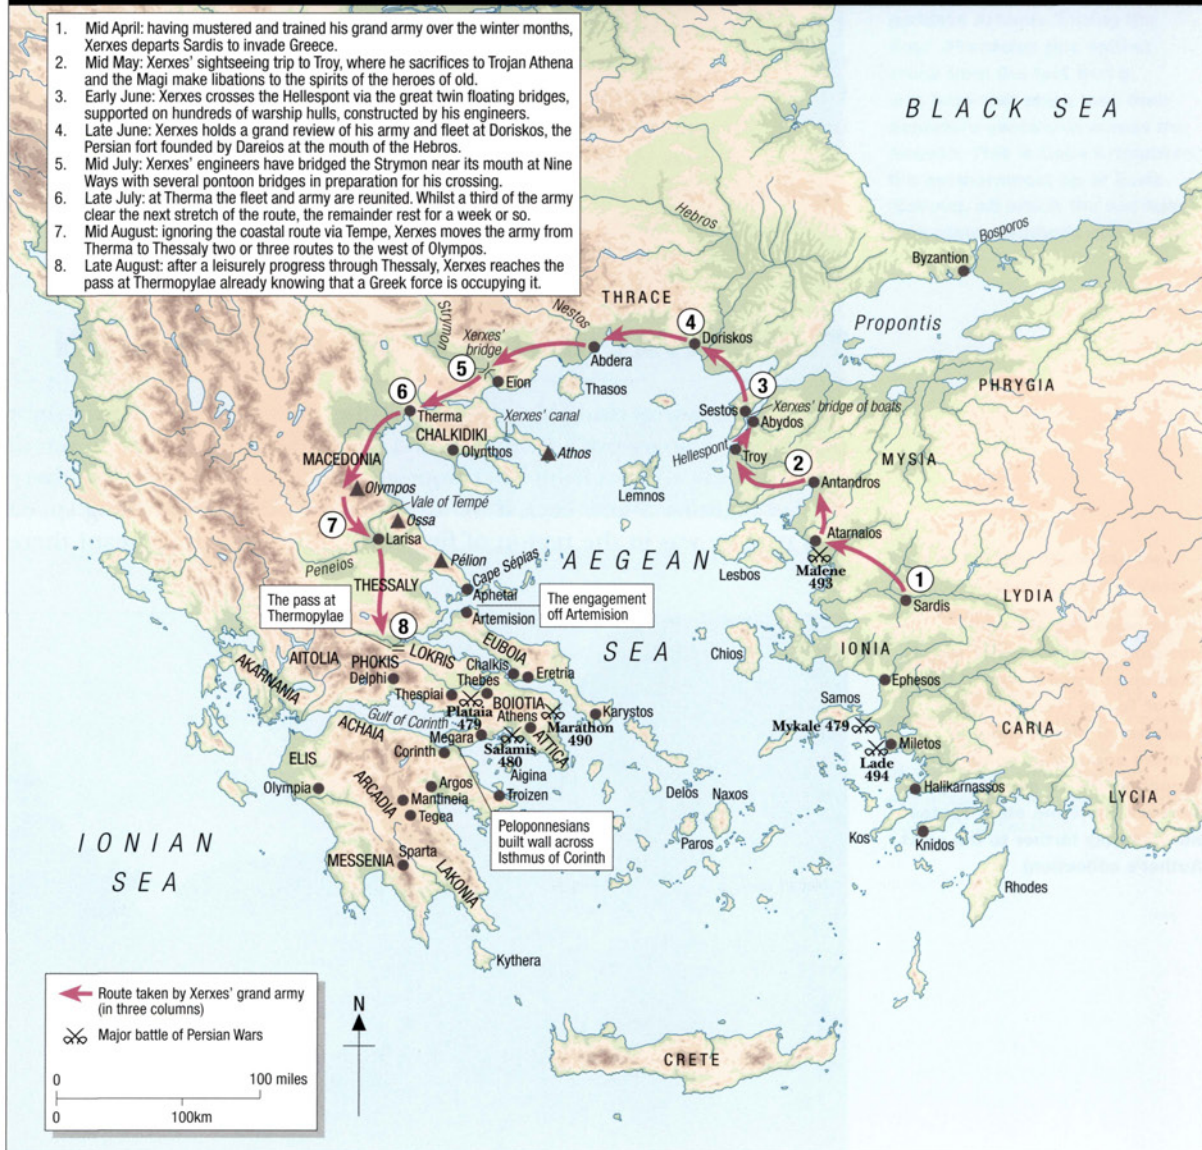 1. Mid April: having mustered and trained his grand army over the winter months,
Xerxes departs Sardis to invade Greece.
2. Mid May: Xerxes' sightseeing trip to Troy, where he sacrifices to Trojan Athena
and the Magi make libations to the spirits of the heroes of old.
3. Early June: Xerxes crosses the Hellespont via the great twin floating bridges,
supported on hundreds of warship hulls, constructed by his engineers.
4. Late June: Xerxes holds a grand review of his army and fleet at Doriskos, the
Persian fort founded by Dareios at the mouth of the Hebros.
5. Mid July: Xerxes' engineers have bridged the Strymon near its mouth at Nine
Ways with several pontoon bridges in preparation for his crossing.
6. Late July: at Therma the fleet and army are reunited. Whilst a third of the army
clear the next stretch of the route, the remainder rest for a week or so.
7. Mid August: ignoring the coastal route via Tempe, Xerxes moves the army from
Therma to Thessaly two or three routes to the west of Olympos.
8. Late August: after a leisurely progress through Thessaly, Xerxes reaches the
pass at Thermopylae already knowing that a Greek force is occupying it.
BLACK SEA
Hebros
Bosporos
Byzantion
THRACE
Propontis
Strymon
Nestos
Xerxes'
bridge
4
Doriskos
Abdera
5
Eïon
Thasos
PHRYGIA
6
Therma
3
Sestos
Xerxes' bridge of boats
Abydos
Xerxes' canal
CHALKIDIKI
Olynthos
Athos
Hellespont
Troy
2
MYSIA
MACEDONIA
Olympos
Lemnos
Antandros
Vale of Tempé
Ossa
7
Larisa
Atarnalos
Peneios
Pélion
AEGEAN
SEA
Lesbos
Malene
493
1
Sardis
THESSALY
Cape Sépias
Aphetai
LYDIA
The pass at
Thermopylae
Artemision
The engagement
off Artemision
8
LOKRIS
EUBOIA
Chios
IONIA
AKARNANIA
AITOLIA
PHOKIS
Delphi
Chalkis
Eretria
Thebes
Thespiai
BOIOTIA
Plataia
479
Marathon
490
Karystos
Ephesos
Samos
Mykale 479
CARIA
Miletos
Lade
494
Gulf of Corinth
ACHAIA
Athens
ATTICA
Megara
Salamis
480
Corinth
ELIS
Aigina
Olympia
ARCADIA
Argos
Mantineia
Tegea
Troizen
Delos
Naxos
Halikarnassos
LYCIA
Paros
Kos
Knidos
Peloponnesians
built wall across
Isthmus of Corinth
IONIAN
SEA
MESSENIA
Sparta
LAKONIA
Rhodes
Kythera
Route taken by Xerxes' grand army
(in three columns)
Major battle of Persian Wars
0
100 miles
0
100km
N
CRETE